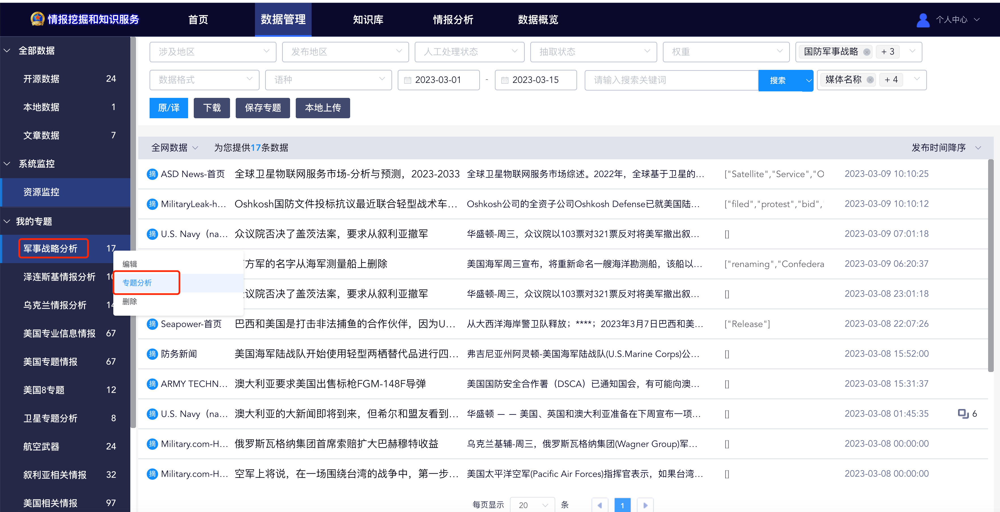 情报挖掘和知识服务
首页
数据管理
知识库
情报分析
数据概览
个人中心
全部数据
开源数据 24
本地数据 1
文章数据 7
系统监控
资源监控
我的专题
军事战略分析 17
泽连斯基情报分析
乌克兰情报分析
美国专业信息情报 67
美国专题情报 67
美国8专题 12
卫星专题分析 8
航空武器 24
叙利亚相关情报 32
美国相关情报 97
编辑
专题分析
删除
涉及地区
发布地区
人工处理状态
抽取状态
权重
国防军事战略
+ 3
数据格式
语种
2023-03-01
-
2023-03-15
请输入搜索关键词
搜索
媒体名称
+ 4
原/译
下载
保存专题
本地上传
全网数据
为您提供17条数据
发布时间降序
摘 ASD News-首页 全球卫星物联网服务市场-分析与预测，2023-2033 全球卫星物联网服务市场综述。2022年，全球基于卫星的... ["Satellite","Service","O 2023-03-09 10:10:25
摘 MilitaryLeak-h... Oshkosh国防文件投标抗议最近联合轻型战术车... Oshkosh公司的全资子公司Oshkosh Defense已就美国陆... ["filed","protest","bid", 2023-03-09 10:10:12
摘 U.S. Navy（na... 众议院否决了盖茨法案，要求从叙利亚撤军 华盛顿-周三，众议院以103票对321票反对将美军撤出叙... [] 2023-03-09 07:01:18
方军的名字从海军测量船上删除 美国海军周三宣布，将重新命名一艘海洋勘测船，该船以... ["renaming","Confedera 2023-03-09 06:20:37
议院否决了盖茨法案，要求从叙利亚撤军 华盛顿-周三，众议院以103票对321票反对将美军撤出叙... [] 2023-03-08 23:01:18
摘 Seapower-首页 巴西和美国是打击非法捕鱼的合作伙伴，因为U... 从大西洋海岸警卫队释放；****；2023年3月7日巴西和美... ["Release"] 2023-03-08 22:07:26
摘 防务新闻 美国海军陆战队开始使用轻型两栖替代品进行四... 弗吉尼亚州阿灵顿-美国海军陆战队(U.S.Marine Corps)公... [] 2023-03-08 15:52:00
摘 ARMY TECHN... 澳大利亚要求美国出售标枪FGM-148F导弹 美国国防安全合作署（DSCA）已通知国会，有可能向澳... [] 2023-03-08 15:31:37
摘 U.S. Navy（na... 澳大利亚的大新闻即将到来，但希尔和盟友看到... 华盛顿 — — 美国、英国和澳大利亚准备在下周宣布一项... [] 2023-03-08 01:45:35 6
摘 Military.com-H... 俄罗斯瓦格纳集团首席索赔扩大巴赫穆特收益 乌克兰基辅-周三，俄罗斯瓦格纳集团(Wagner Group)军... [] 2023-03-08 00:00:00
摘 Military.com-H... 空军上将说，在一场围绕台湾的战争中，第一步... 美国太平洋空军(Pacific Air Forces)指挥官表示，如果台湾... [] 2023-03-08 00:00:00
每页显示 20 条 1